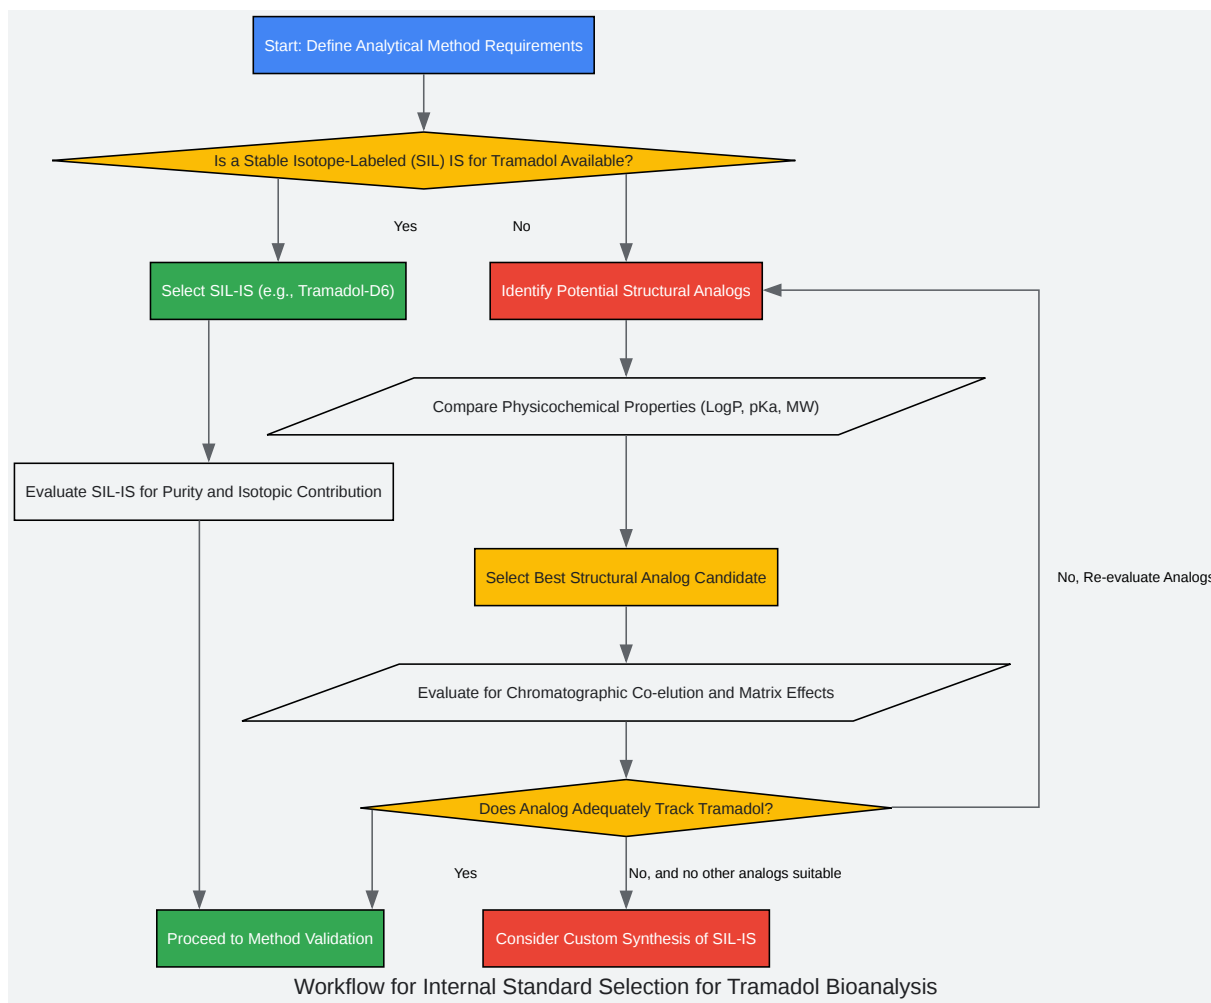 Start: Define Analytical Method Requirements
Is a Stable Isotope-Labeled (SIL) IS for Tramadol Available?
Yes
No
Select SIL-IS (e.g., Tramadol-D6)
Identify Potential Structural Analogs
Compare Physicochemical Properties (LogP, pKa, MW)
Evaluate SIL-IS for Purity and Isotopic Contribution
Select Best Structural Analog Candidate
No, Re-evaluate Analogs
Evaluate for Chromatographic Co-elution and Matrix Effects
Does Analog Adequately Track Tramadol?
Yes
No, and no other analogs suitable
Proceed to Method Validation
Consider Custom Synthesis of SIL-IS
Workflow for Internal Standard Selection for Tramadol Bioanalysis